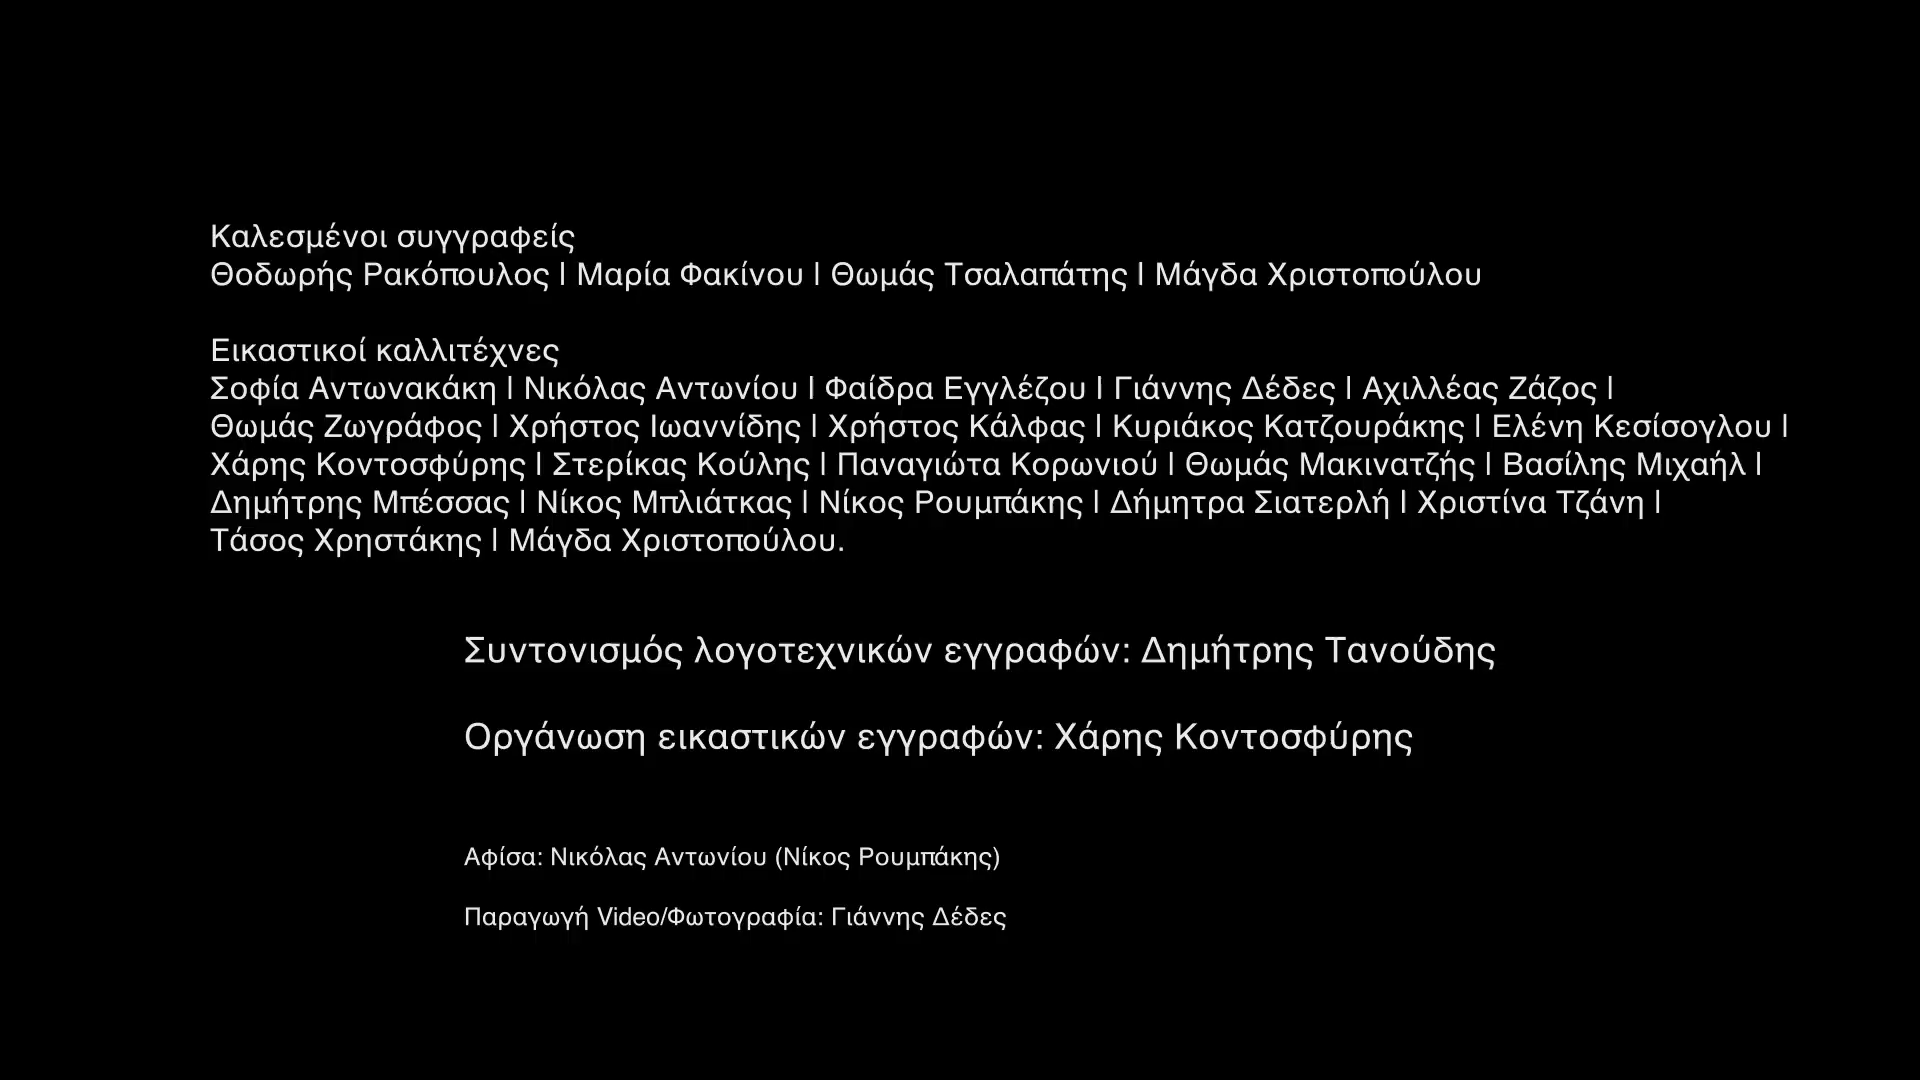 Καλεσμένοι συγγραφείς
Θοδωρής Ρακόπουλος | Μαρία Φακίνου | Θωμάς Τσαλαπάτης | Μάγδα Χριστοπούλου
Εικαστικοί καλλιτέχνες
Σοφία Αντωνακάκη | Νικόλας Αντωνίου | Φαίδρα Εγγλέζου | Γιάννης Δέδες | Αχιλλέας Ζάζος |
Θωμάς Ζωγράφος | Χρήστος Ιωαννίδης | Χρήστος Κάλφας | Κυριάκος Κατζουράκης | Ελένη Κεσίσογλου |
Χάρης Κοντοσφύρης | Στερίκας Κούλης | Παναγιώτα Κορωνιού | Θωμάς Μακινατζής | Βασίλης Μιχαήλ |
Δημήτρης Μπέσσας | Νίκος Μπλιάτκας | Νίκος Ρουμπάκης | Δήμητρα Σιατερλή | Χριστίνα Τζάνη |
Τάσος Χρηστάκης | Μάγδα Χριστοπούλου.
Συντονισμός λογοτεχνικών εγγραφών: Δημήτρης Τανούδης
Οργάνωση εικαστικών εγγραφών: Χάρης Κοντοσφύρης
Αφίσα: Νικόλας Αντωνίου (Νίκος Ρουμπάκης)
Παραγωγή Video/Φωτογραφία: Γιάννης Δέδες